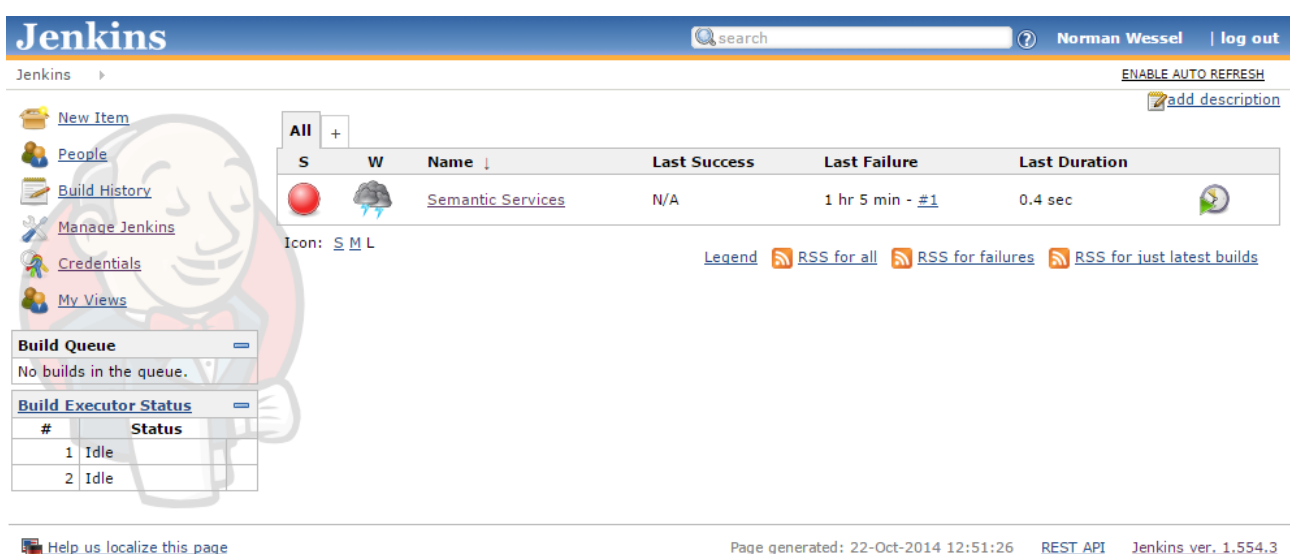 Jenkins
search
? Norman Wessel | log out
Jenkins
ENABLE AUTO REFRESH
add description
New Item
People
Build History
Manage Jenkins
Credentials
My Views
Build Queue
No builds in the queue.
Build Executor Status
# Status
1 Idle
2 Idle
All +
S W Name ↓ Last Success Last Failure Last Duration
Semantic Services N/A 1 hr 5 min - #1 0.4 sec
Icon: S M L
Legend RSS for all RSS for failures RSS for just latest builds
Help us localize this page
Page generated: 22-Oct-2014 12:51:26 REST API Jenkins ver. 1.554.3